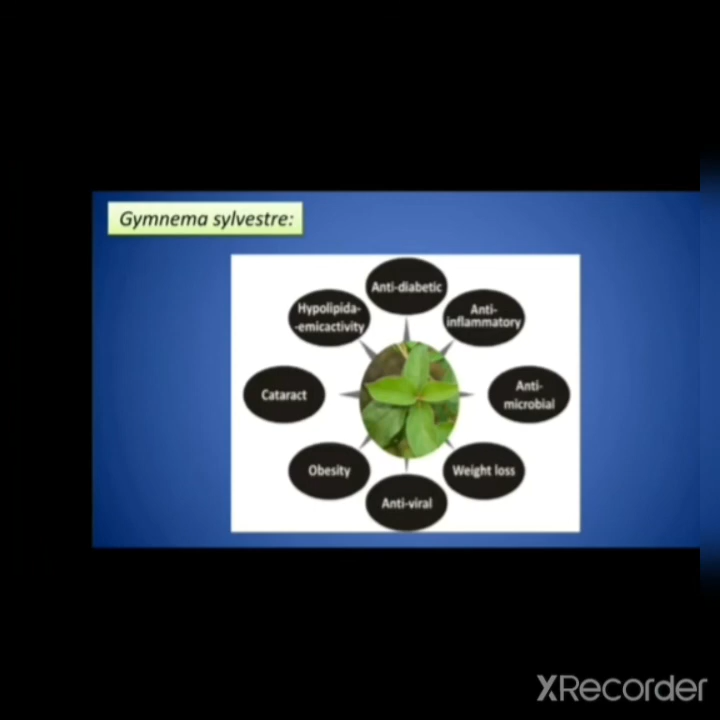 Gymnema sylvestre:
Anti-diabetic
Anti-
inflammatory
Anti-
microbial
Weight loss
Anti-viral
Obesity
Cataract
Hypolipida-
-emicactivity
XRecorder